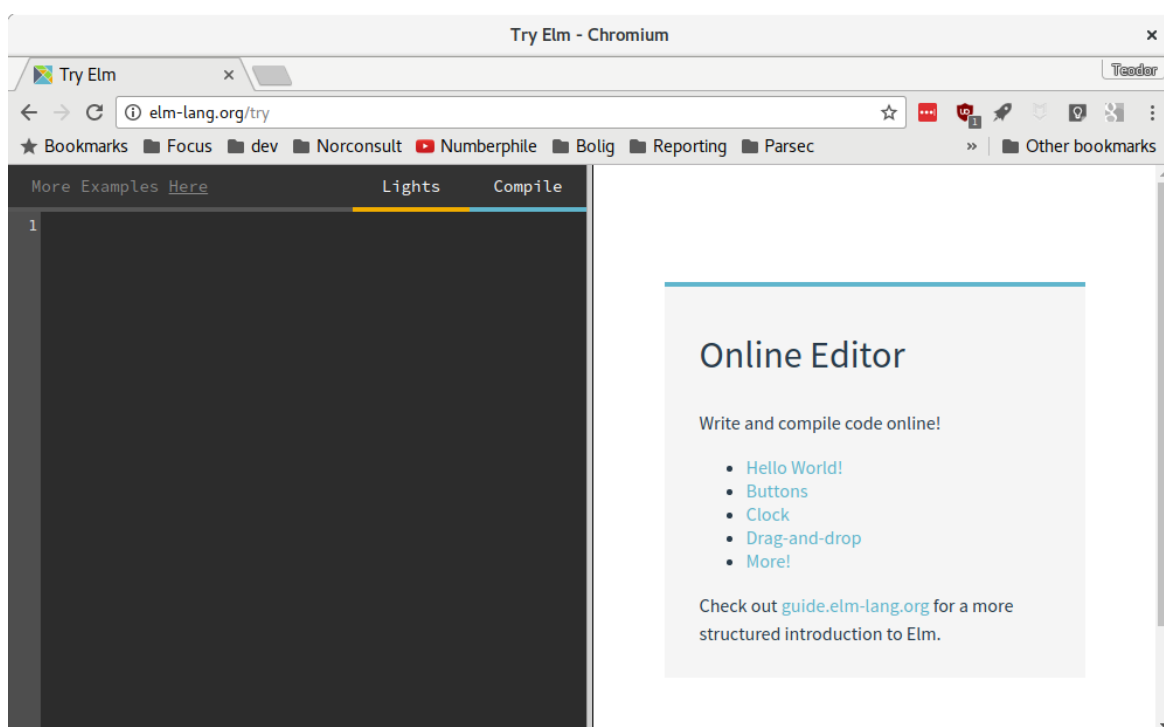 Try Elm - Chromium
Try Elm
Teodor
elm-lang.org/try
1
Bookmarks Focus dev Norconsult Numberphile Bolig Reporting Parsec » Other bookmarks
More Examples Here Lights Compile
1
Online Editor
Write and compile code online!
• Hello World!
• Buttons
• Clock
• Drag-and-drop
• More!
Check out guide.elm-lang.org for a more
structured introduction to Elm.